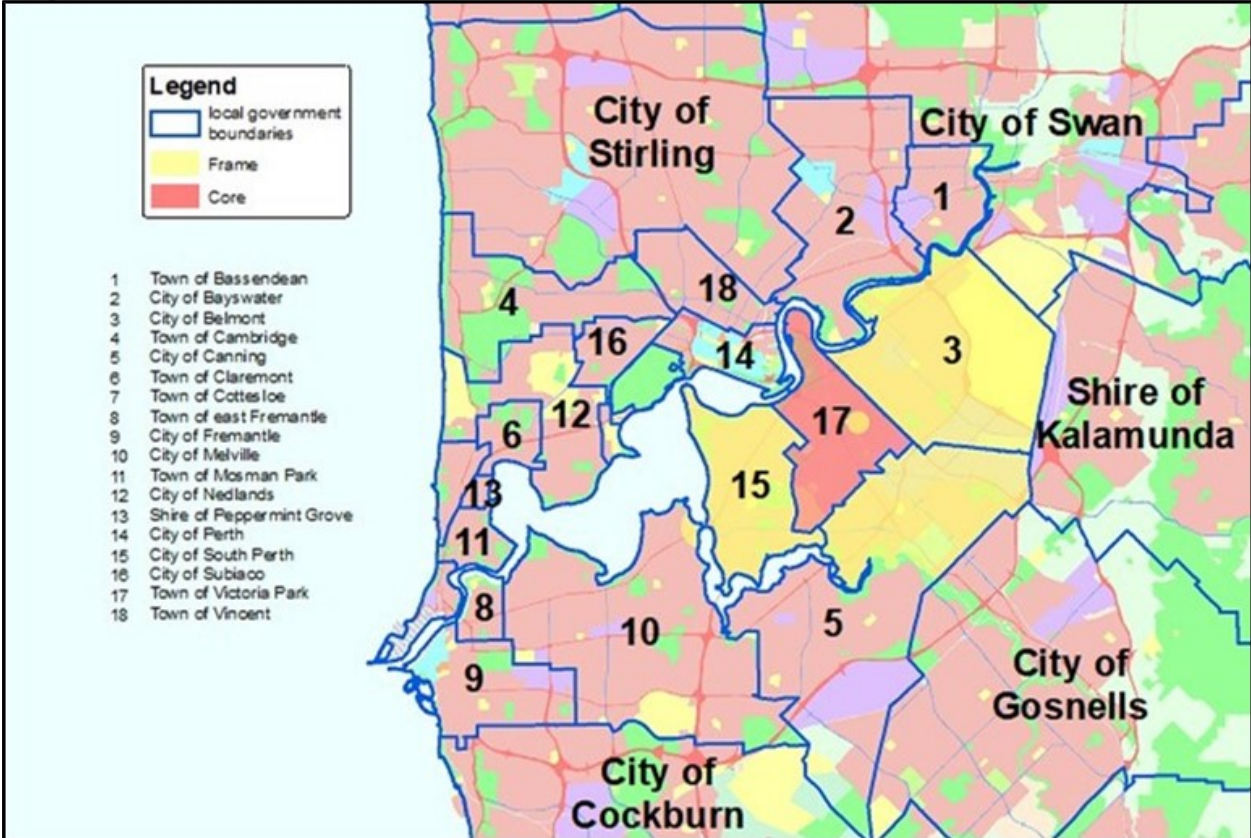 Legend
local government
boundaries
Frame
Core
1 Town of Bassendean
2 City of Bayswater
3 City of Belmont
4 Town of Cambridge
5 City of Canning
6 Town of Claremont
7 Town of Cottesloe
8 Town of east Fremantle
9 City of Fremantle
10 City of Melville
11 Town of Mosman Park
12 City of Nedlands
13 Shire of Peppermint Grove
14 City of Perth
15 City of South Perth
16 City of Subiaco
17 Town of Victoria Park
18 Town of Vincent
City of
Stirling
City of Swan
1
2
18
4
16
14
3
Shire of
Kalamunda
12
6
17
13
15
11
8
10
5
9
City of
Gosnells
City of
Cockburn